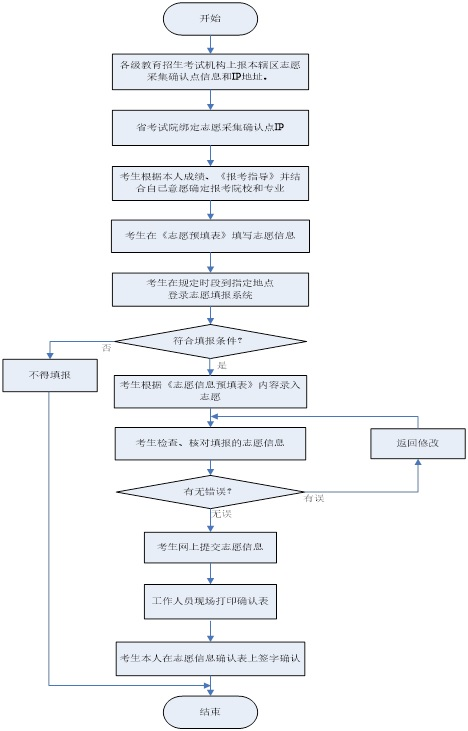 开始
各级教育招生考试机构上报本辖区志愿
采集确认点信息和IP地址。
省考试院绑定志愿采集确认点IP
考生根据本人成绩、《报考指导》并结
合自己意愿确定报考院校和专业
考生在《志愿预填表》填写志愿信息
考生在规定时段到指定地点
登录志愿填报系统
符合填报条件？
否
是
不得填报
考生根据《志愿信息预填表》内容录入
志愿
考生检查、核对填报的志愿信息
返回修改
有无错误？
有误
无误
考生网上提交志愿信息
工作人员现场打印确认表
考生本人在志愿信息确认表上签字确认
结束